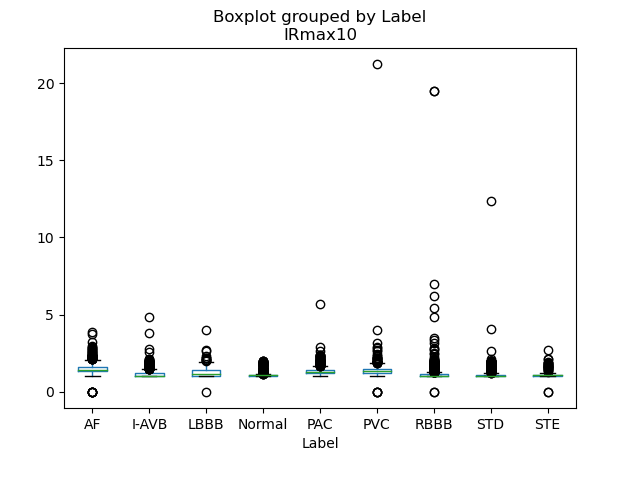 Boxplot grouped by Label
IRmax10
20
15
10
5
0
AF I-AVB LBBB Normal PAC PVC RBBB STD STE
Label